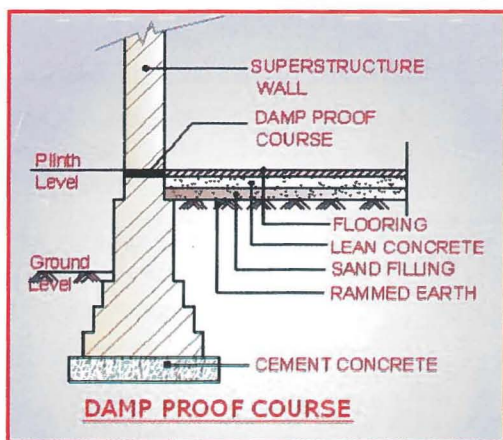 SUPERSTRUCTURE
WALL
DAMP PROOF
COURSE
Plinth
Level
FLOORING
LEAN CONCRETE
SAND FILLING
RAMMED EARTH
Ground
Level
CEMENT CONCRETE
DAMP PROOF COURSE